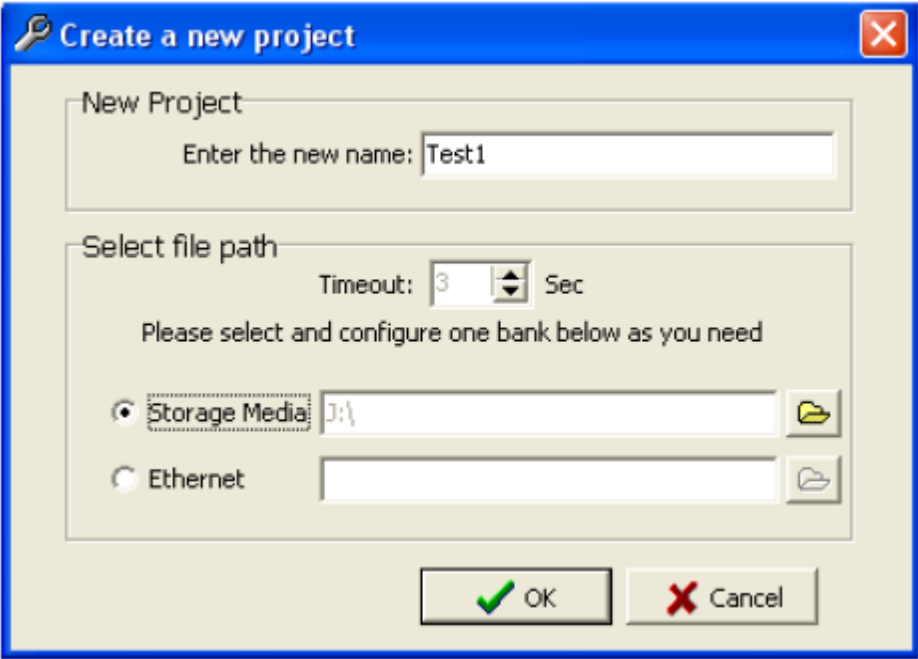 Create a new project
New Project
Enter the new name: Test1
Select file path
Timeout: 3 Sec
Please select and configure one bank below as you need
Storage Media J:\
Ethernet
OK Cancel